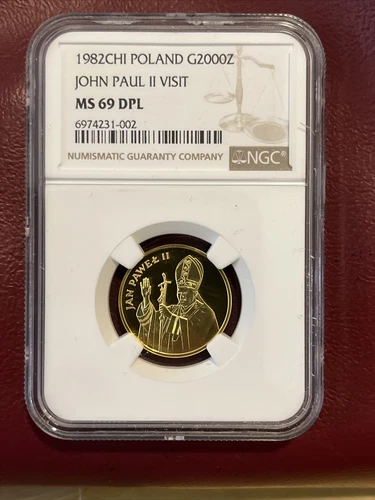 1982CHI POLAND G2000Z
JOHN PAUL II VISIT
MS 69 DPL
6974231-002
NUMISMATIC GUARANTY COMPANY NGC®
JAN PAWEŁ II